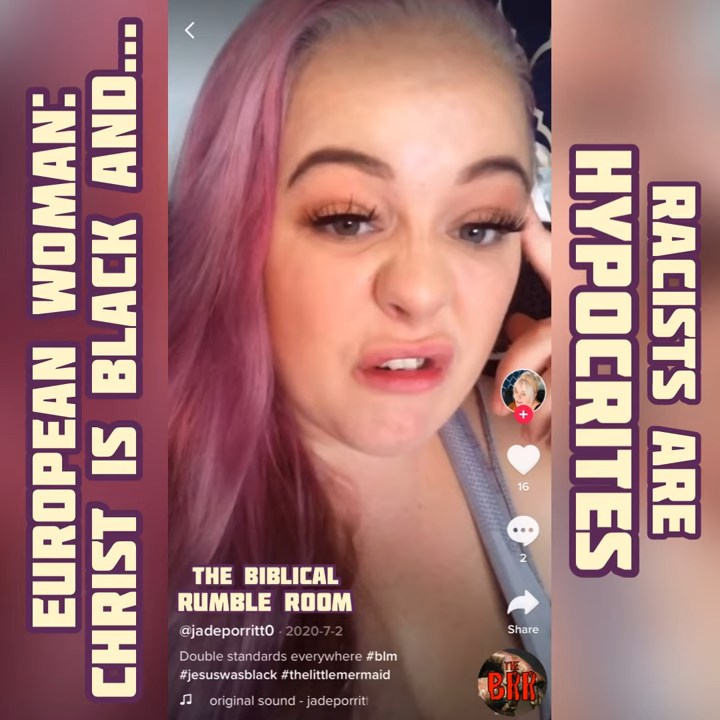 EUROPEAN WOMAN:
CHRIST IS BLACK AND...
16
2
Share
THE BIBLICAL
RUMBLE ROOM
@jadeporritt0 · 2020-7-2
Double standards everywhere #blm
#jesuswasblack #thelittlemermaid
original sound - jadeporritt
THE
BRR
RACISTS ARE
HYPOCRITES